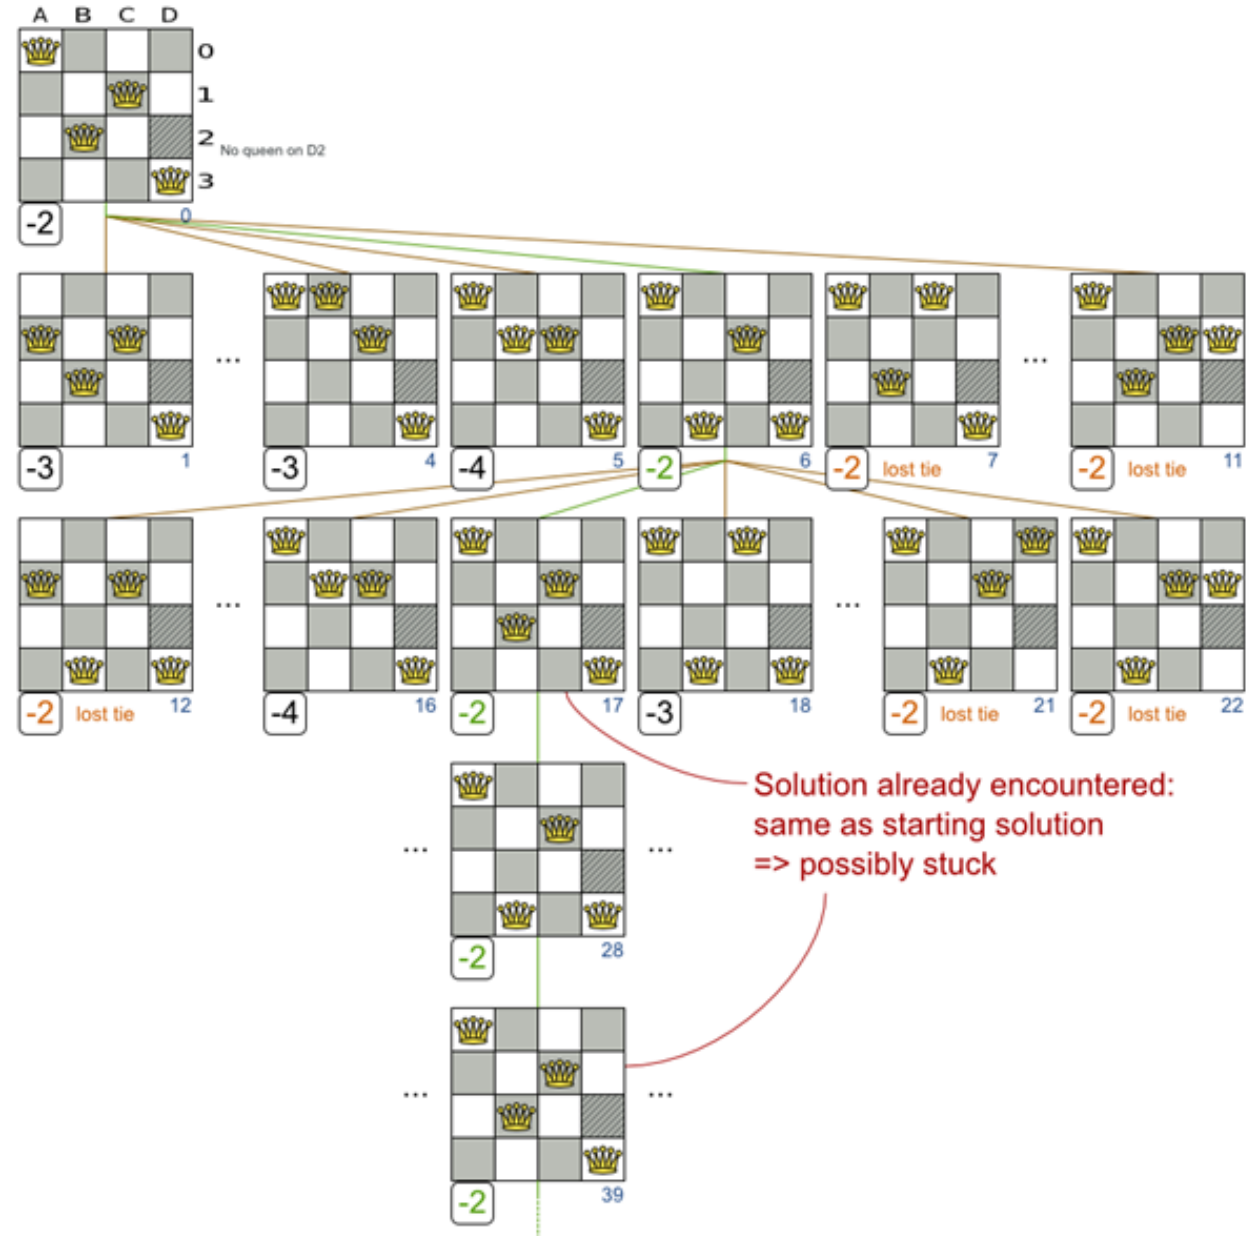 A B C D
0
1
2
No queen on D2
3
-2 0
... ...
-3 1 -3 4 -4 5 -2 6 -2 lost tie 7 -2 lost tie 11
... ...
-2 lost tie 12 -4 16 -2 17 -3 18 -2 lost tie 21 -2 lost tie 22
Solution already encountered:
same as starting solution
=> possibly stuck
... ...
-2 28
... ...
-2 39